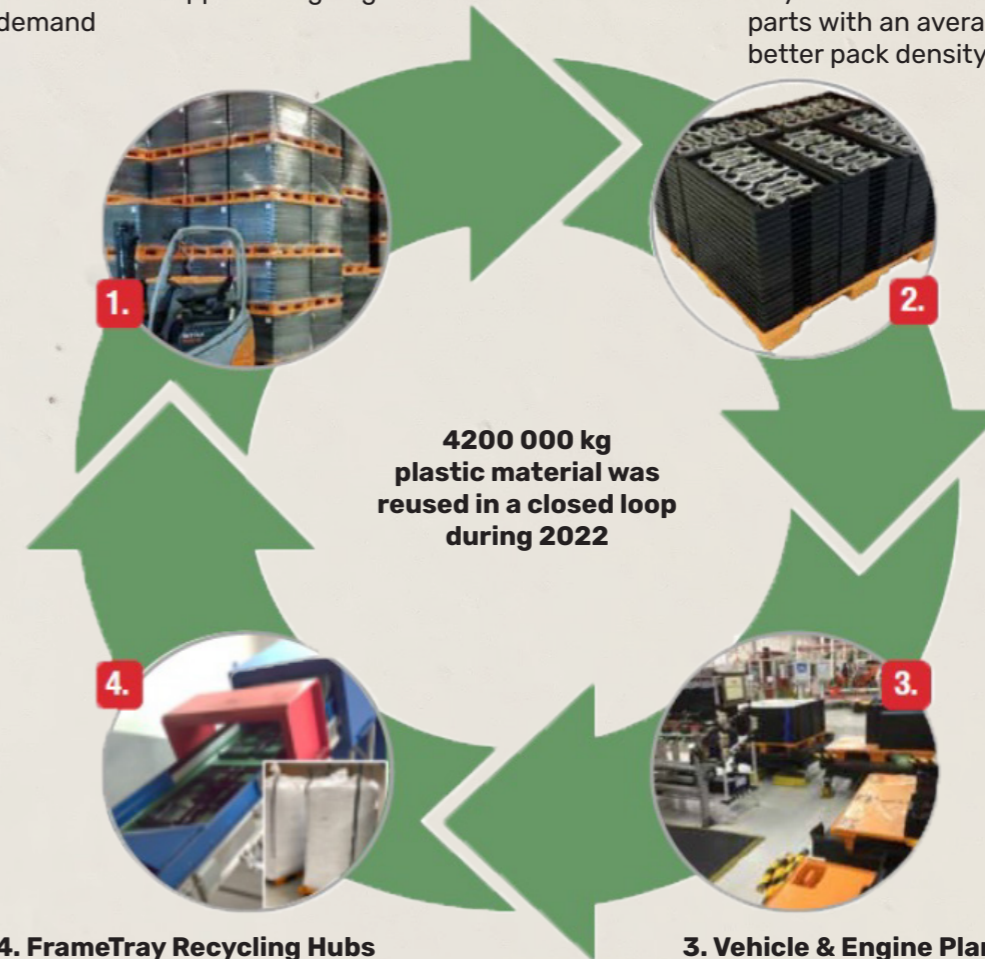 demand
parts with an avera
better pack density
1.
2.
4200 000 kg
plastic material was
reused in a closed loop
during 2022
4.
3.
4. FrameTray Recycling Hubs
3. Vehicle & Engine Plan